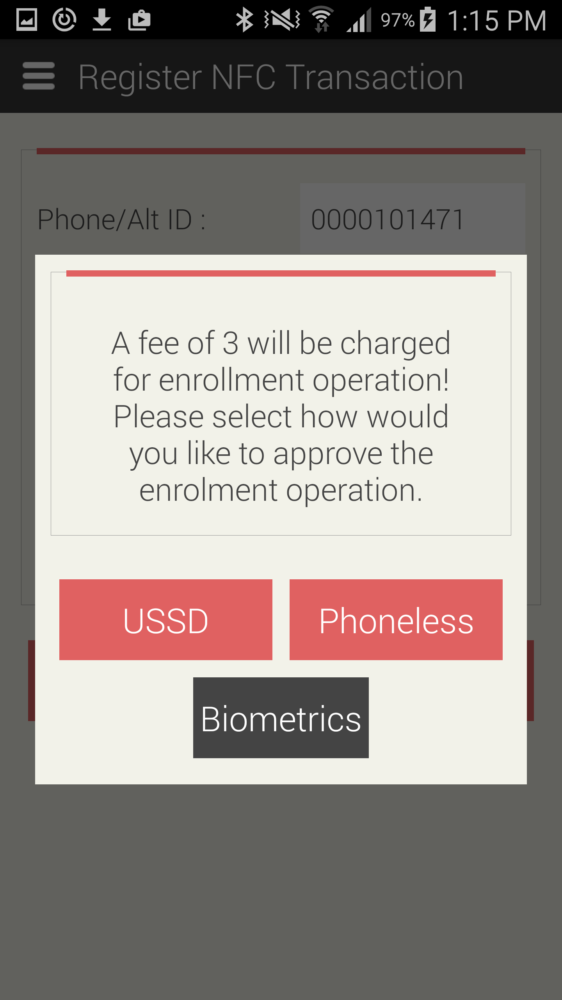 97% 1:15 PM
Register NFC Transaction
Phone/Alt ID : 0000101471
A fee of 3 will be charged
for enrollment operation!
Please select how would
you like to approve the
enrolment operation.
USSD Phoneless
Biometrics